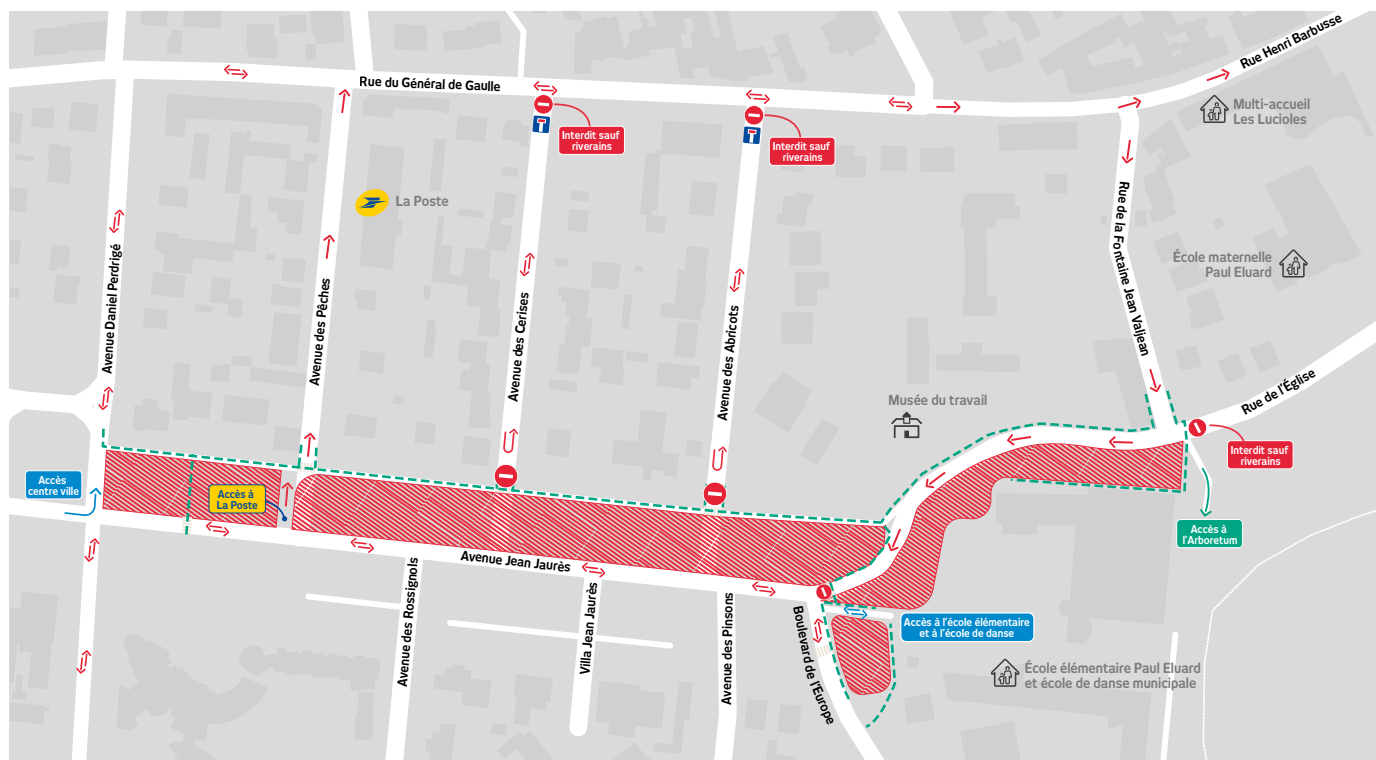 Rue Henri Barbusse
Rue du Général de Gaulle
Multi-accueil
Les Lucioles
Interdit sauf
riverains
Interdit sauf
riverains
La Poste
Avenue Daniel Perdrigé
Avenue des Pêches
Avenue des Cerises
Avenue des Abricots
Rue de la Fontaine Jean Valjean
École maternelle
Paul Eluard
Rue de l'Église
Musée du travail
Interdit sauf
riverains
Accès
centre ville
Accès à
La Poste
Accès à
l'Arboretum
Avenue Jean Jaurès
Avenue des Rossignols
Villa Jean Jaurès
Avenue des Pinsons
Boulevard de l'Europe
Accès à l'école élémentaire
et à l'école de danse
École élémentaire Paul Eluard
et école de danse municipale